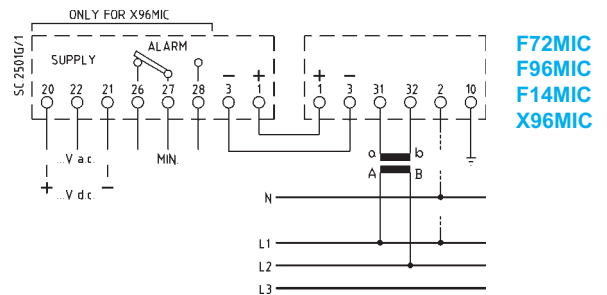 ONLY FOR X96MIC
SC 2501G/1
SUPPLY
ALARM
− +
+ −
20 22 21 26 27 28 3 1
1 3 31 32 2 10
...V a.c.
+ ...V d.c. −
MIN.
a b
A B
N
L1
L2
L3
F72MIC
F96MIC
F14MIC
X96MIC